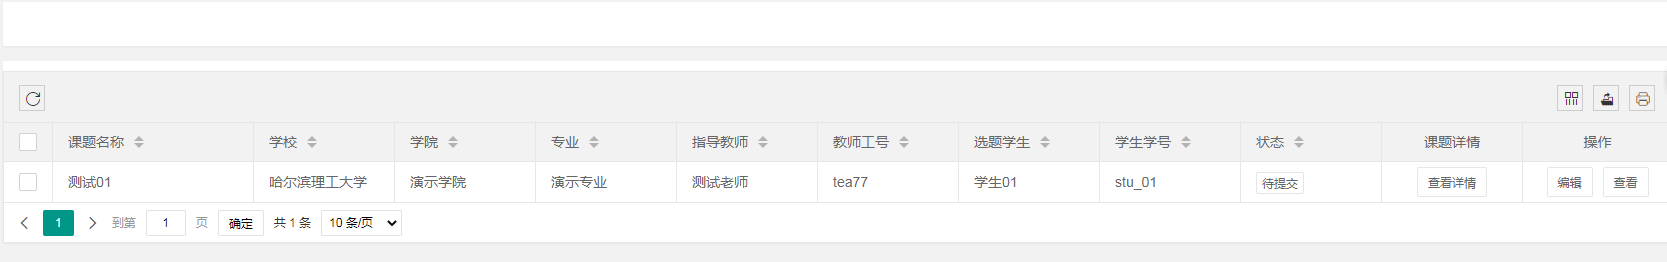 课题名称 学校 学院 专业 指导教师 教师工号 选题学生 学生学号 状态 课题详情 操作
测试01 哈尔滨理工大学 演示学院 演示专业 测试老师 tea77 学生01 stu_01 待提交 查看详情 编辑 查看
1 到第 1 页 确定 共 1 条 10 条/页